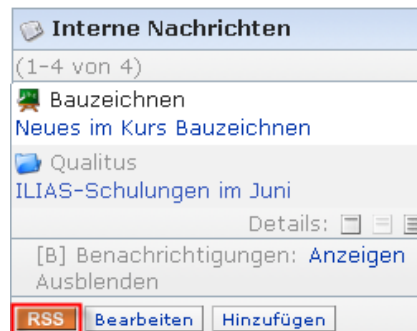 Interne Nachrichten
(1-4 von 4)
Bauzeichnen
Neues im Kurs Bauzeichnen
Qualitus
ILIAS-Schulungen im Juni
Details:
[B] Benachrichtigungen: Anzeigen
Ausblenden
RSS Bearbeiten Hinzufügen